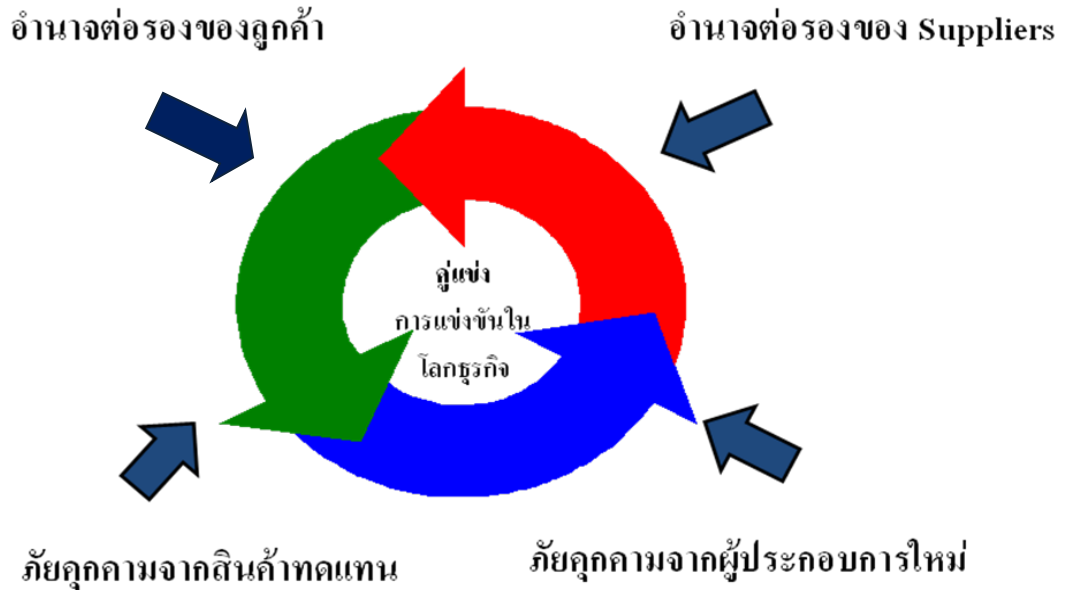 อำนาจต่อรองของลูกค้า
อำนาจต่อรองของ Suppliers
คู่แข่ง
การแข่งขันใน
โลกธุรกิจ
ภัยคุกคามจากสินค้าทดแทน
ภัยคุกคามจากผู้ประกอบการใหม่